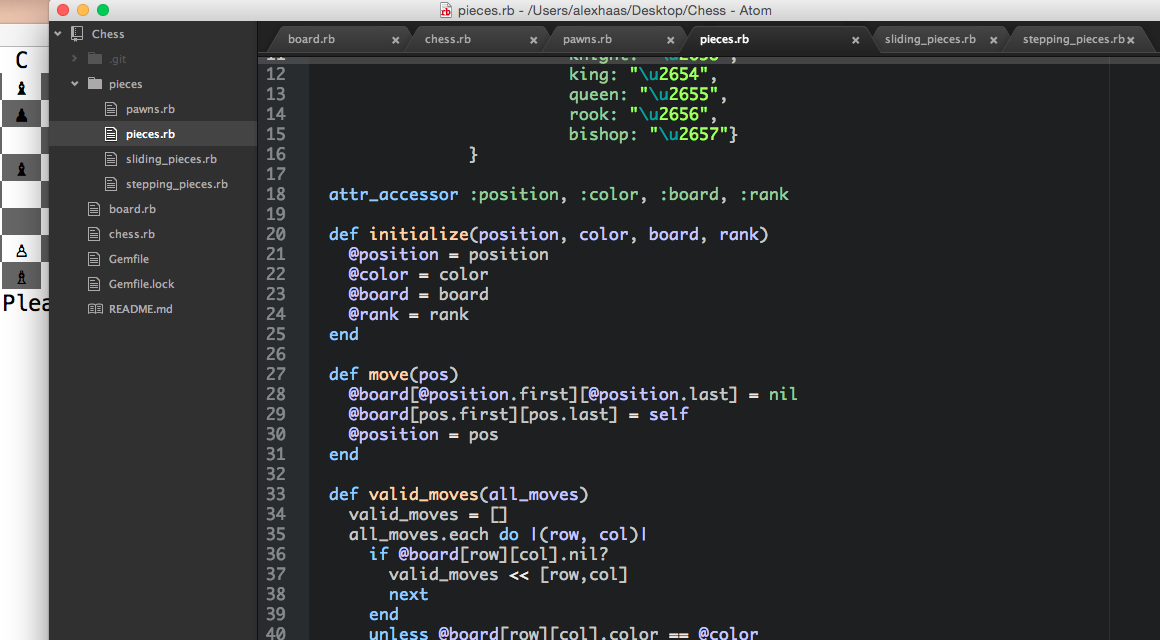 pieces.rb - /Users/alexhaas/Desktop/Chess - Atom
C
Plea
Chess
.git
pieces
pawns.rb
pieces.rb
sliding_pieces.rb
stepping_pieces.rb
board.rb
chess.rb
Gemfile
Gemfile.lock
README.md
board.rb × chess.rb × pawns.rb × pieces.rb × sliding_pieces.rb × stepping_pieces.rb ×
12 king: "\u2654",
13 queen: "\u2655",
14 rook: "\u2656",
15 bishop: "\u2657"}
16 }
17
18 attr_accessor :position, :color, :board, :rank
19
20 def initialize(position, color, board, rank)
21 @position = position
22 @color = color
23 @board = board
24 @rank = rank
25 end
26
27 def move(pos)
28 @board[@position.first][@position.last] = nil
29 @board[pos.first][pos.last] = self
30 @position = pos
31 end
32
33 def valid_moves(all_moves)
34 valid_moves = []
35 all_moves.each do |(row, col)|
36 if @board[row][col].nil?
37 valid_moves << [row,col]
38 next
39 end
40 unless @board[row][col].color == @color